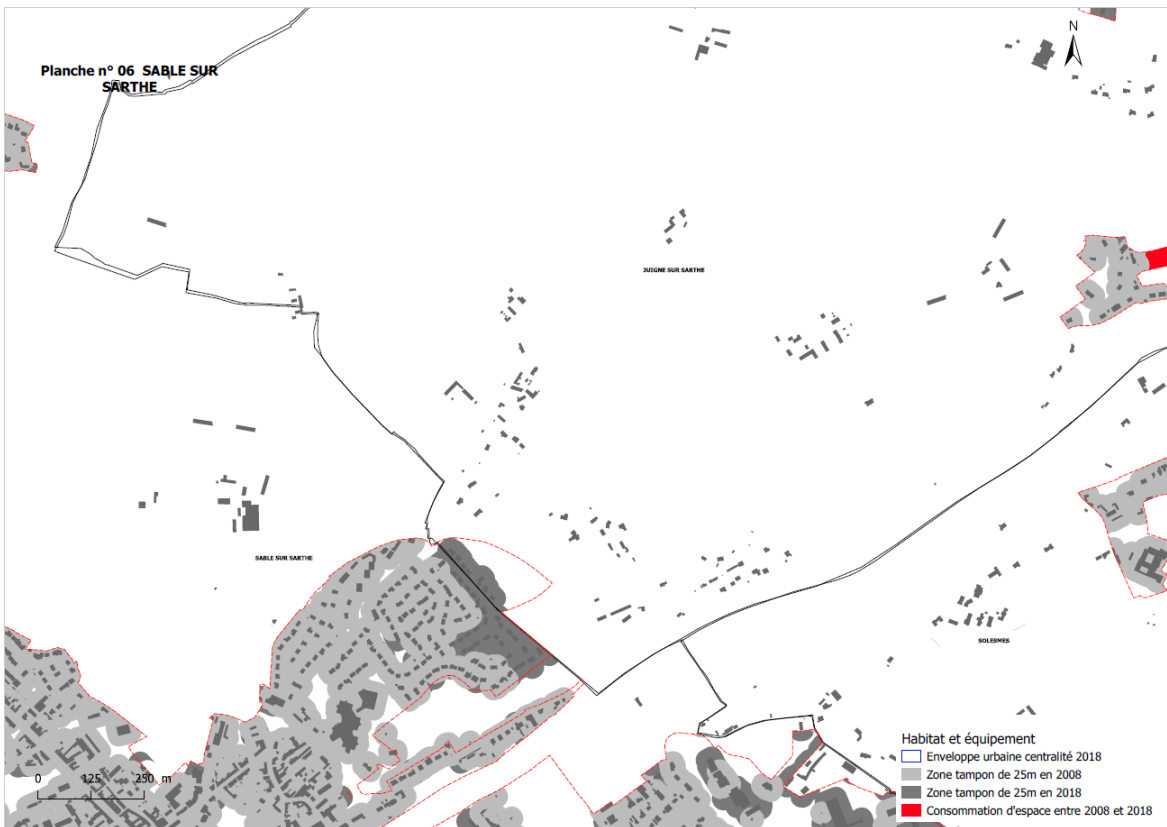 N
Planche n° 06 SABLE SUR
SARTHE
JUIGNE SUR SARTHE
SABLE SUR SARTHE
SOLESMES
Habitat et équipement
Enveloppe urbaine centralité 2018
Zone tampon de 25m en 2008
Zone tampon de 25m en 2018
Consommation d'espace entre 2008 et 2018
0 125 250 m